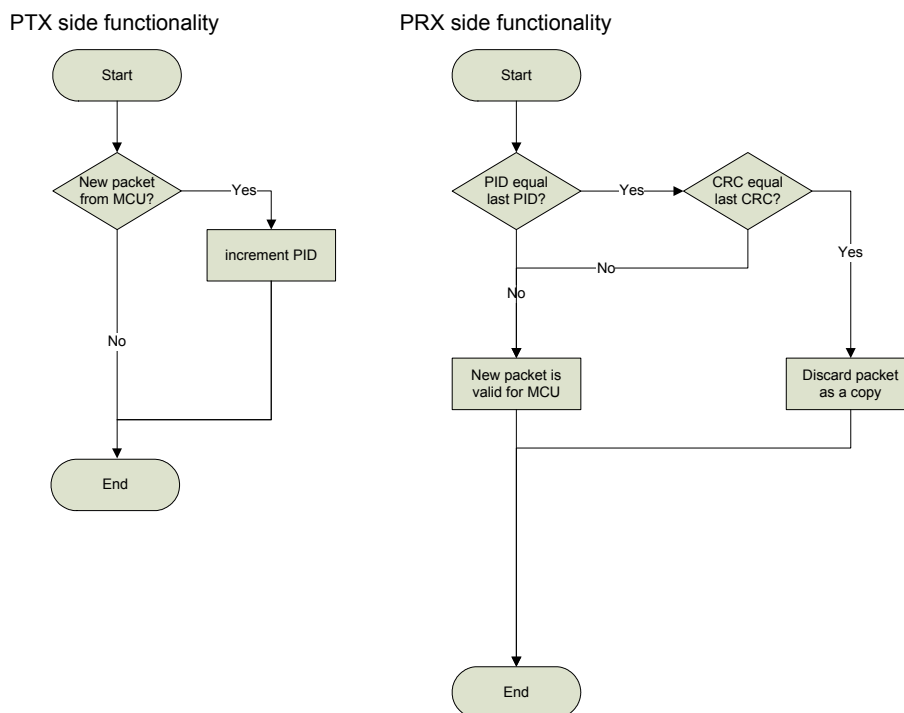 PTX side functionality
Start
New packet
from MCU?
Yes
increment PID
No
End
PRX side functionality
Start
PID equal
last PID?
Yes
CRC equal
last CRC?
Yes
No
No
New packet is
valid for MCU
Discard packet
as a copy
End